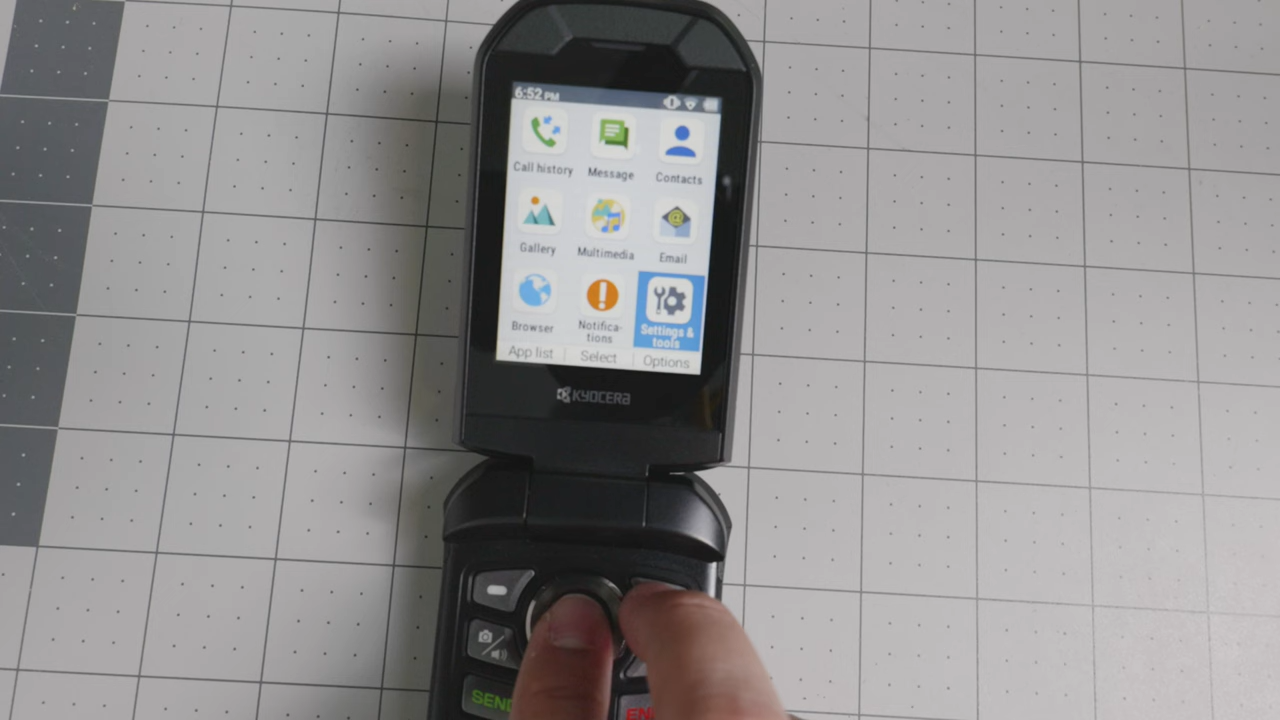 6:52 PM
Call history Message Contacts
Gallery Multimedia Email
Browser Notifica-
tions Settings &
tools
App list Select Options
KYOCERA
SEND